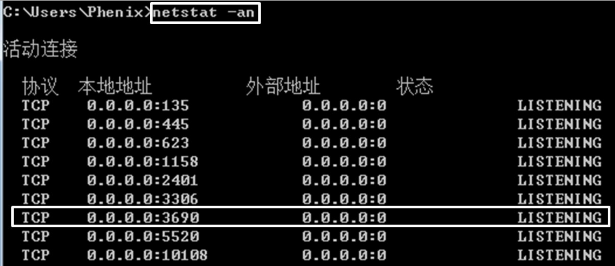 C:\Users\Phenix>netstat -an
活动连接
协议 本地地址 外部地址 状态
TCP 0.0.0.0:135 0.0.0.0:0 LISTENING
TCP 0.0.0.0:445 0.0.0.0:0 LISTENING
TCP 0.0.0.0:623 0.0.0.0:0 LISTENING
TCP 0.0.0.0:1158 0.0.0.0:0 LISTENING
TCP 0.0.0.0:2401 0.0.0.0:0 LISTENING
TCP 0.0.0.0:3306 0.0.0.0:0 LISTENING
TCP 0.0.0.0:3690 0.0.0.0:0 LISTENING
TCP 0.0.0.0:5520 0.0.0.0:0 LISTENING
TCP 0.0.0.0:10108 0.0.0.0:0 LISTENING